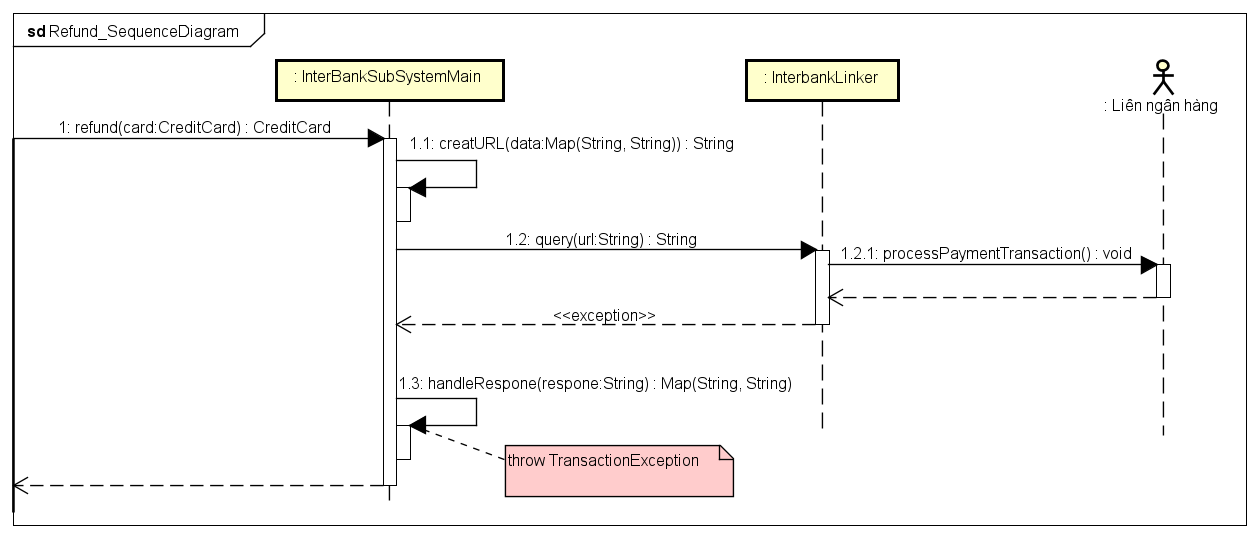 sd Refund_SequenceDiagram
: InterBankSubSystemMain
: InterbankLinker
: Liên ngân hàng
1: refund(card:CreditCard) : CreditCard
1.1: creatURL(data:Map(String, String)) : String
1.2: query(url:String) : String
1.2.1: processPaymentTransaction() : void
<<exception>>
1.3: handleRespone(respone:String) : Map(String, String)
throw TransactionException